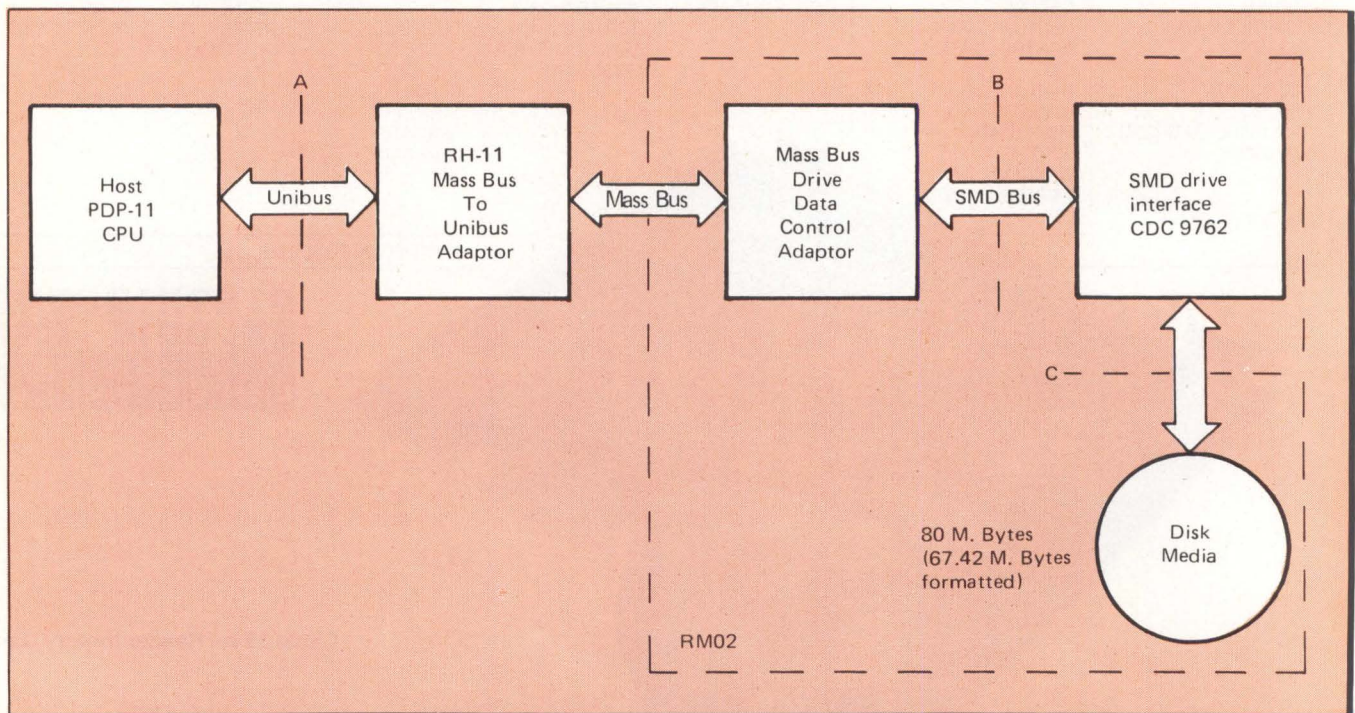 A
B
Host
PDP-11
CPU
Unibus
RH-11
Mass Bus
To
Unibus
Adaptor
Mass Bus
Mass Bus
Drive
Data
Control
Adaptor
SMD Bus
SMD drive
interface
CDC 9762
C
80 M. Bytes
(67.42 M. Bytes
formatted)
Disk
Media
RM02